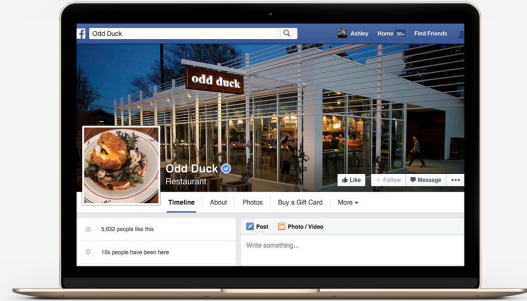 Odd Duck
Ashley
Home 20+
Find Friends
odd duck
Odd Duck
Restaurant
Like
+ Follow
Message
Timeline
About
Photos
Buy a Gift Card
More
5,632 people like this
15k people have been here
Post
Photo / Video
Write something...